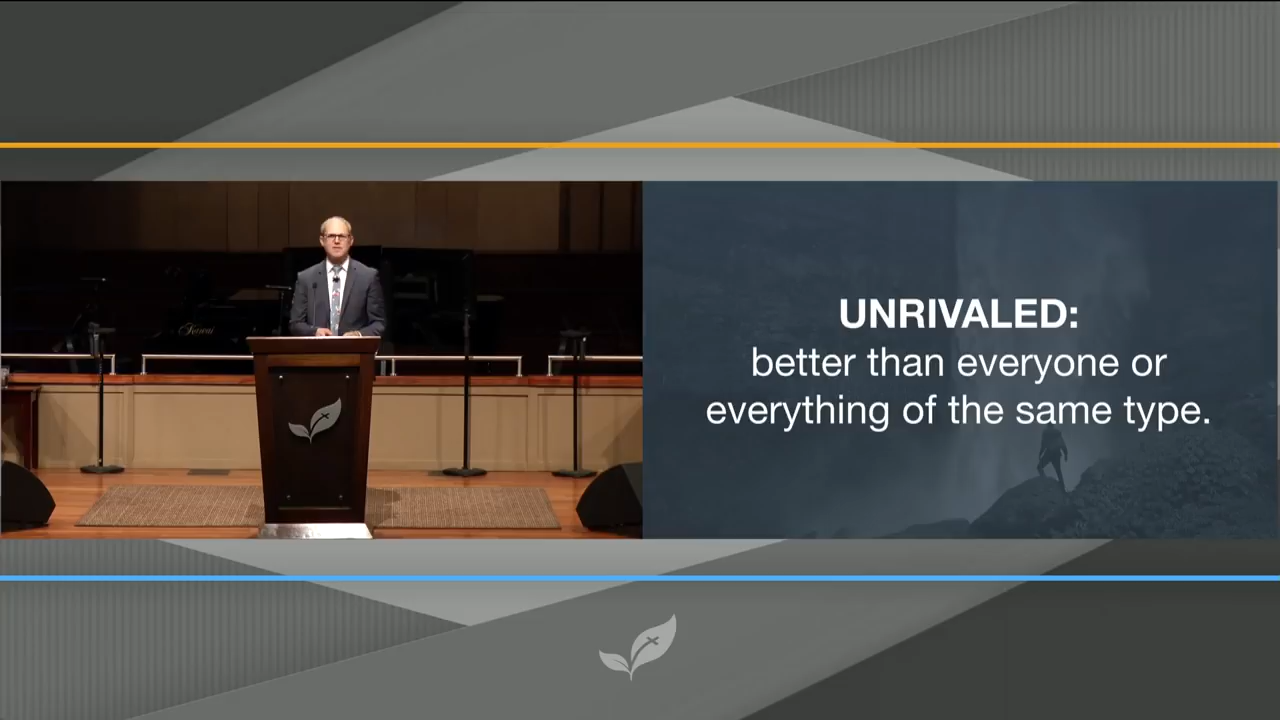 UNRIVALED:
better than everyone or
everything of the same type.